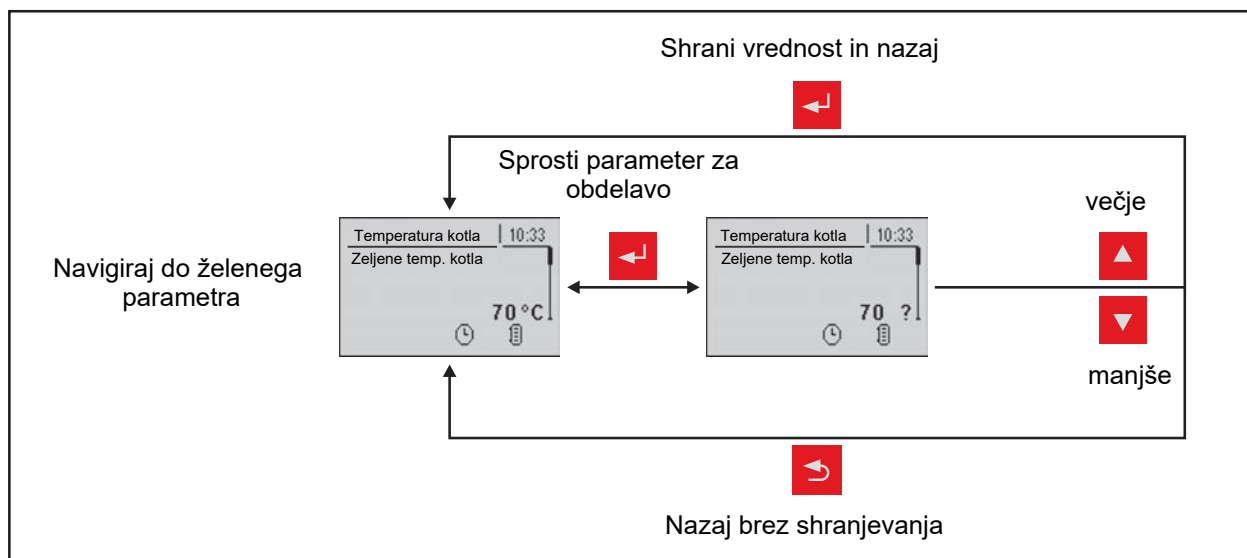 Shrani vrednost in nazaj
Sprosti parameter za
obdelavo
večje
Temperatura kotla 10:33
Zeljene temp. kotla
70 °C
Temperatura kotla 10:33
Zeljene temp. kotla
70 ?
Navigiraj do želenega
parametra
manjše
Nazaj brez shranjevanja